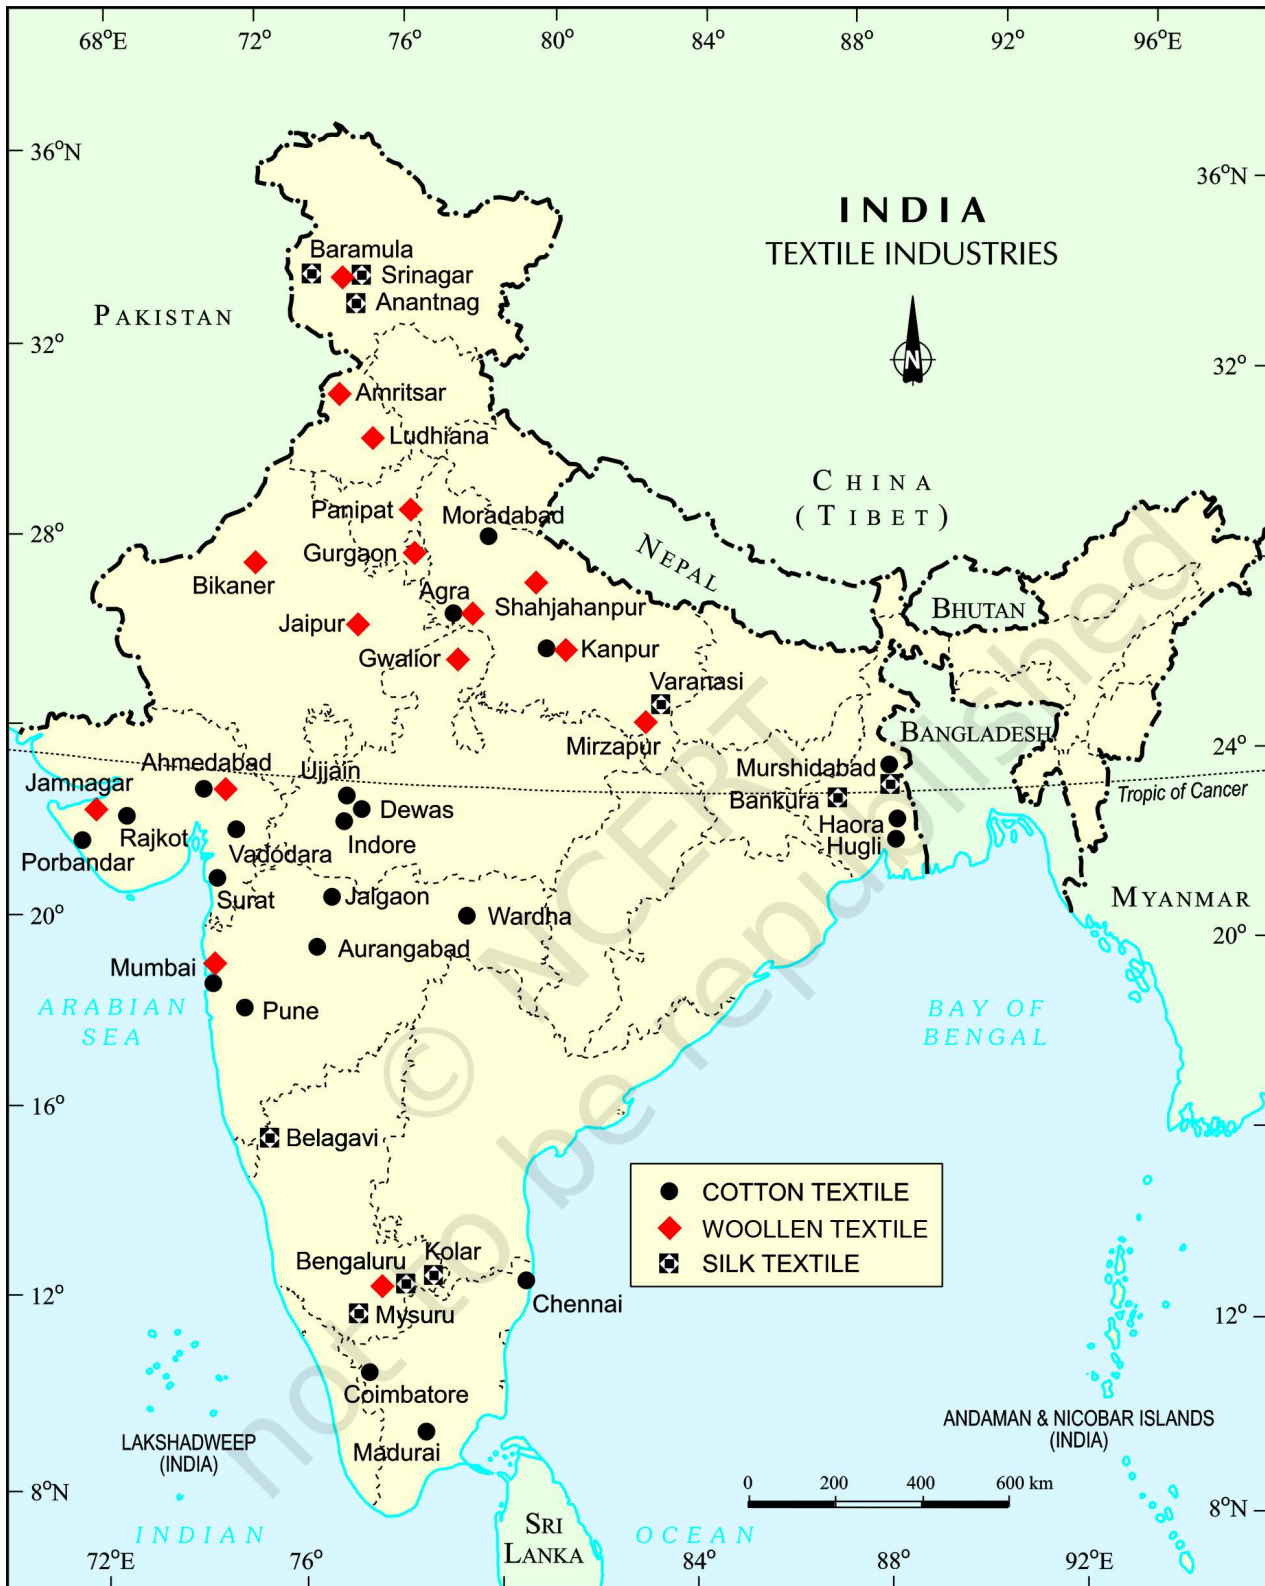 68°E 72° 76° 80° 84° 88° 92° 96°E
36°N
36°N
INDIA
TEXTILE INDUSTRIES
Baramula
Srinagar
Anantnag
PAKISTAN
N
32°
32°
Amritsar
Ludhiana
CHINA
(TIBET)
Panipat
Moradabad
28°
Gurgaon
NEPAL
Bikaner
Agra
Shahjahanpur
BHUTAN
Jaipur
Gwalior
Kanpur
Varanasi
Mirzapur
BANGLADESH
24°
Ahmedabad
Ujjain
Murshidabad
Jamnagar
Tropic of Cancer
Bankura
Dewas
Rajkot
Haora
Porbandar
Vadodara
Indore
Hugli
Surat
Jalgaon
MYANMAR
20°
Wardha
20°
Aurangabad
Mumbai
ARABIAN
SEA
Pune
BAY OF
BENGAL
16°
Belagavi
COTTON TEXTILE
WOOLLEN TEXTILE
SILK TEXTILE
Kolar
Bengaluru
12°
Chennai
Mysuru
12°
Coimbatore
Madurai
LAKSHADWEEP
(INDIA)
ANDAMAN & NICOBAR ISLANDS
(INDIA)
0 200 400 600 km
8°N
8°N
INDIAN
OCEAN
SRI
LANKA
72°E 76° 84° 88° 92°E
© NCERT
not to be republished